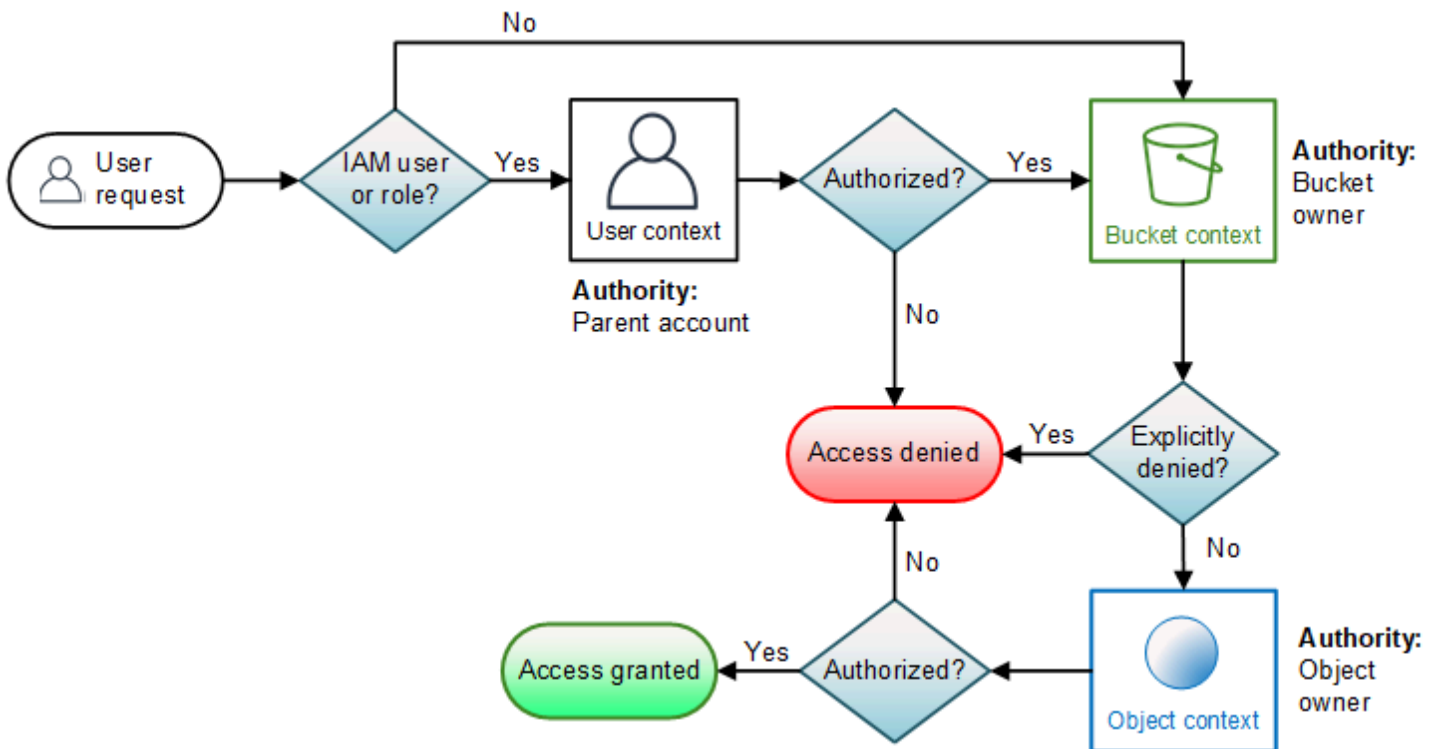 No
User
request
IAM user
or role?
Yes
User context
Authority:
Parent account
Authorized?
Yes
No
Bucket context
Authority:
Bucket
owner
Access denied
Yes
Explicitly
denied?
No
No
Access granted
Yes
Authorized?
Object context
Authority:
Object
owner